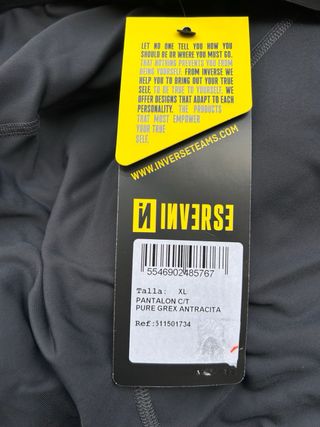 LET NO ONE TELL YOU HOW YOU
SHOULD BE OR WHERE YOU MUST GO.
THAT NOTHING PREVENTS YOU FROM
BEING YOURSELF. FROM INVERSE WE
HELP YOU TO BRING OUT YOUR TRUE
SELF, TO BE TRUE TO YOURSELF. WE
OFFER DESIGNS THAT ADAPT TO EACH
PERSONALITY. THE PRODUCTS
THAT MOST EMPOWER
YOUR TRUE
SELF.
WWW.INVERSETEAMS.COM
INVERSE
5546902485767
Talla: XL
PANTALON C/T
PURE GREX ANTRACITA
Ref:511501734